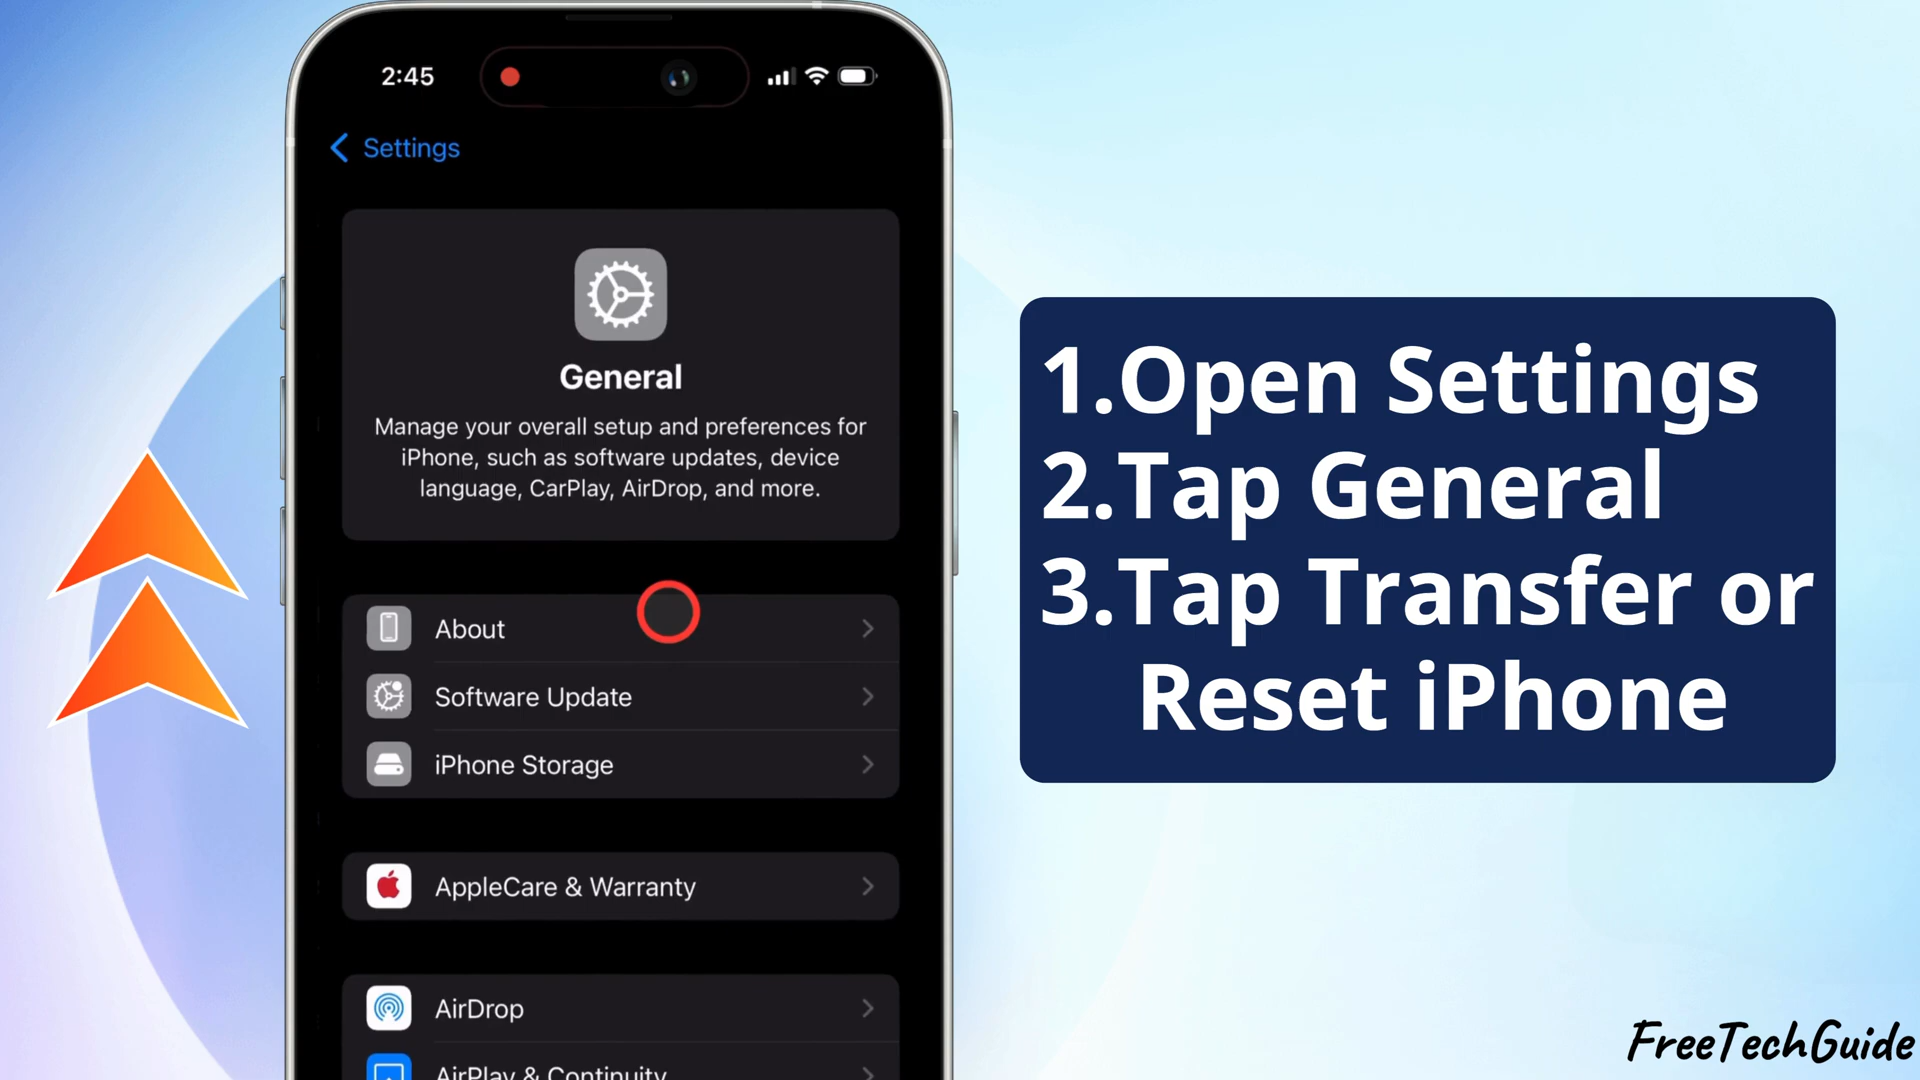 2:45
Settings
General
Manage your overall setup and preferences for
iPhone, such as software updates, device
language, CarPlay, AirDrop, and more.
About
Software Update
iPhone Storage
AppleCare & Warranty
AirDrop
AirPlay & Continuity
1.Open Settings
2.Tap General
3.Tap Transfer or
Reset iPhone
FreeTechGuide